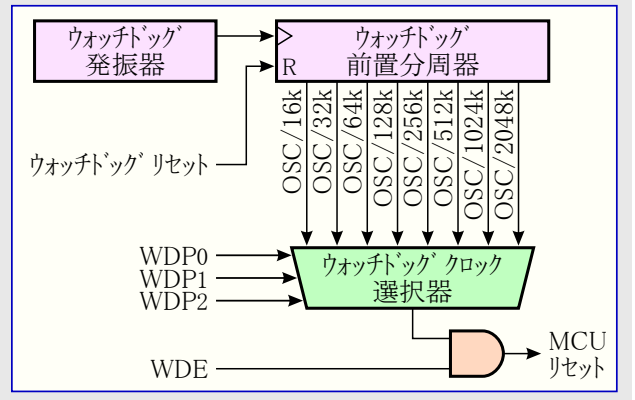 ウォッチドッグ
発振器
ウォッチドッグ
前置分周器
R
ウォッチドッグ リセット
OSC/16k
OSC/32k
OSC/64k
OSC/128k
OSC/256k
OSC/512k
OSC/1024k
OSC/2048k
WDP0
WDP1
WDP2
ウォッチドッグ クロック
選択器
WDE
MCU
リセット